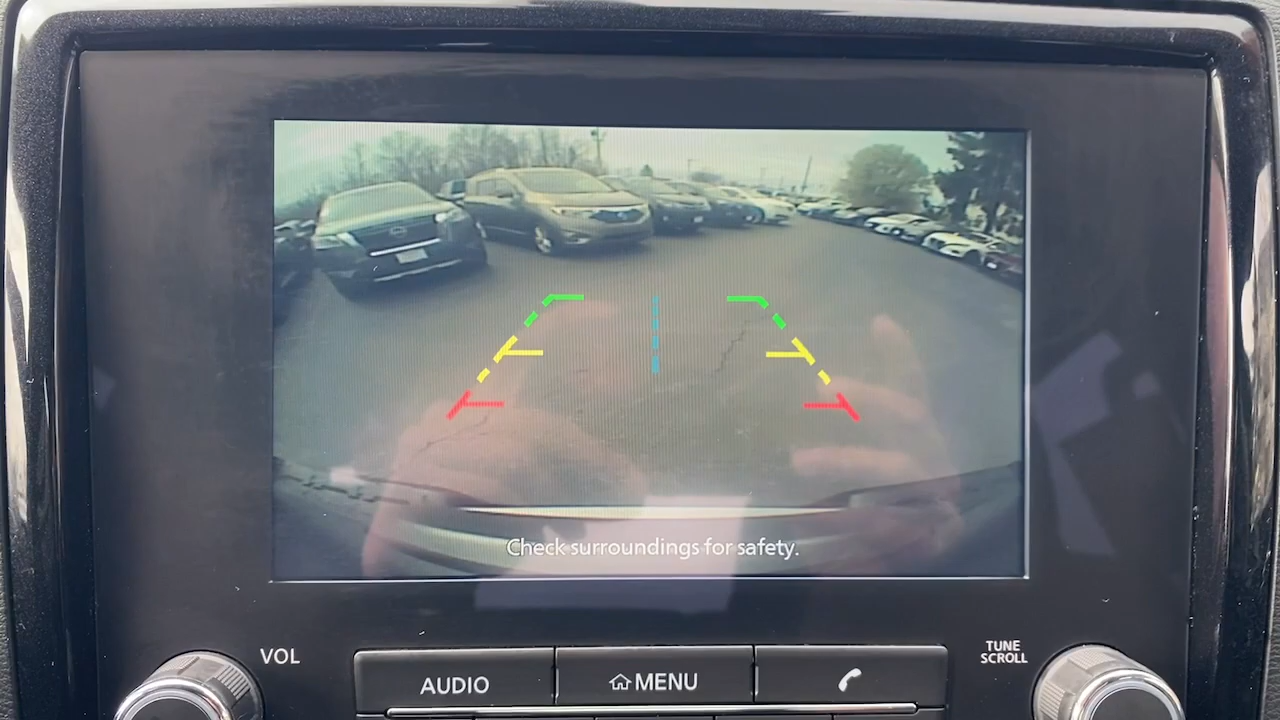 Check surroundings for safety.
VOL
TUNE
SCROLL
AUDIO
MENU